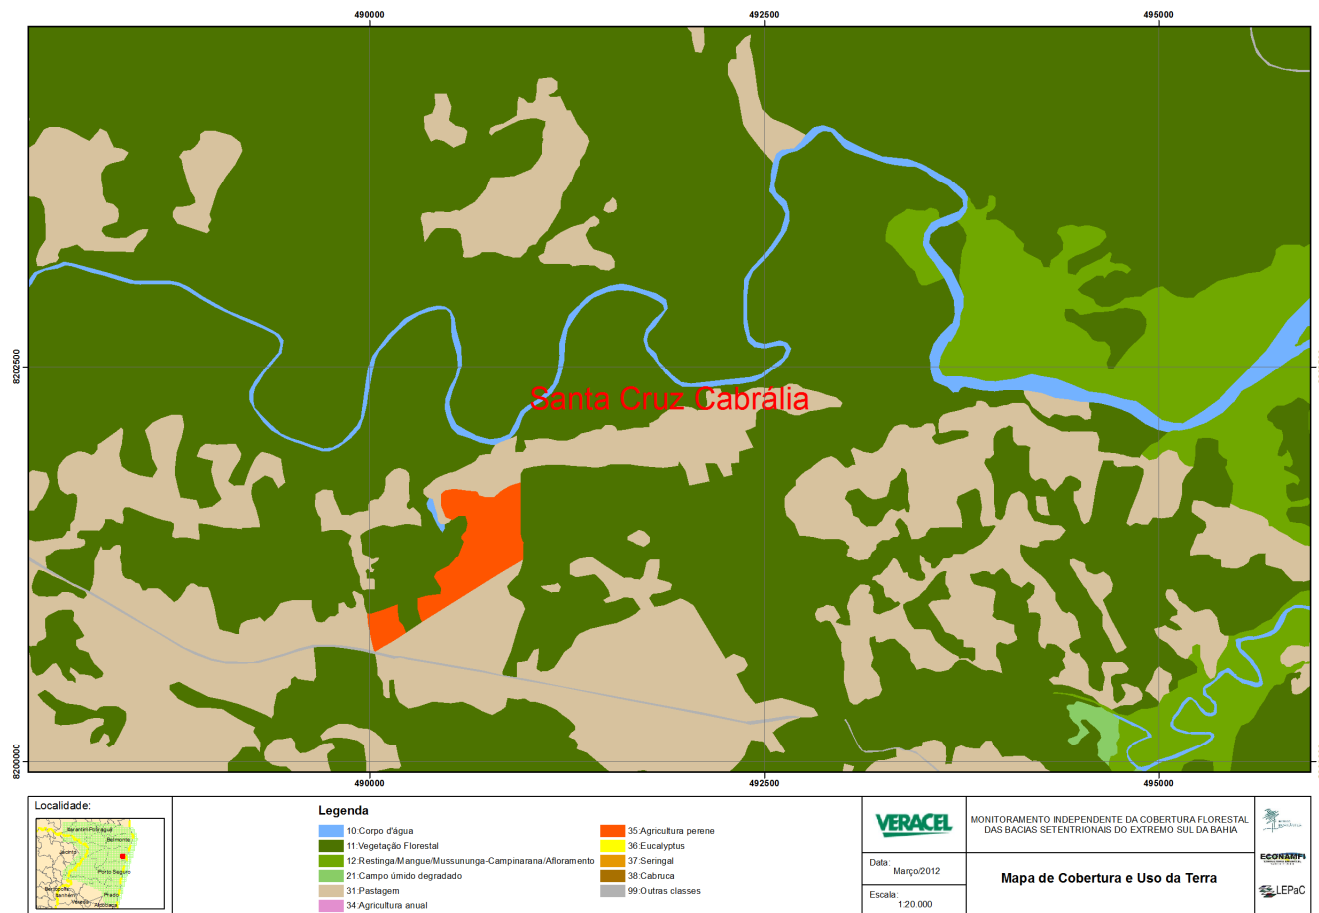 490000
492500
495000
8202500
Santa Cruz Cabrália
8200000
490000
492500
495000
Localidade:
Belmonte
Jacinto
Porto Seguro
Prado
Alcobaça
Legenda
10:Corpo d'água
11:Vegetação Florestal
12:Restinga/Mangue/Mussununga-Campinarana/Afloramento
21:Campo úmido degradado
31:Pastagem
34:Agricultura anual
35:Agricultura perene
36:Eucalyptus
37:Seringal
38:Cabruca
99:Outras classes
VERACEL
MONITORAMENTO INDEPENDENTE DA COBERTURA FLORESTAL
DAS BACIAS SETENTRIONAIS DO EXTREMO SUL DA BAHIA
Data:
Março/2012
Escala:
1:20.000
Mapa de Cobertura e Uso da Terra
ECONAMFI
LEPaC